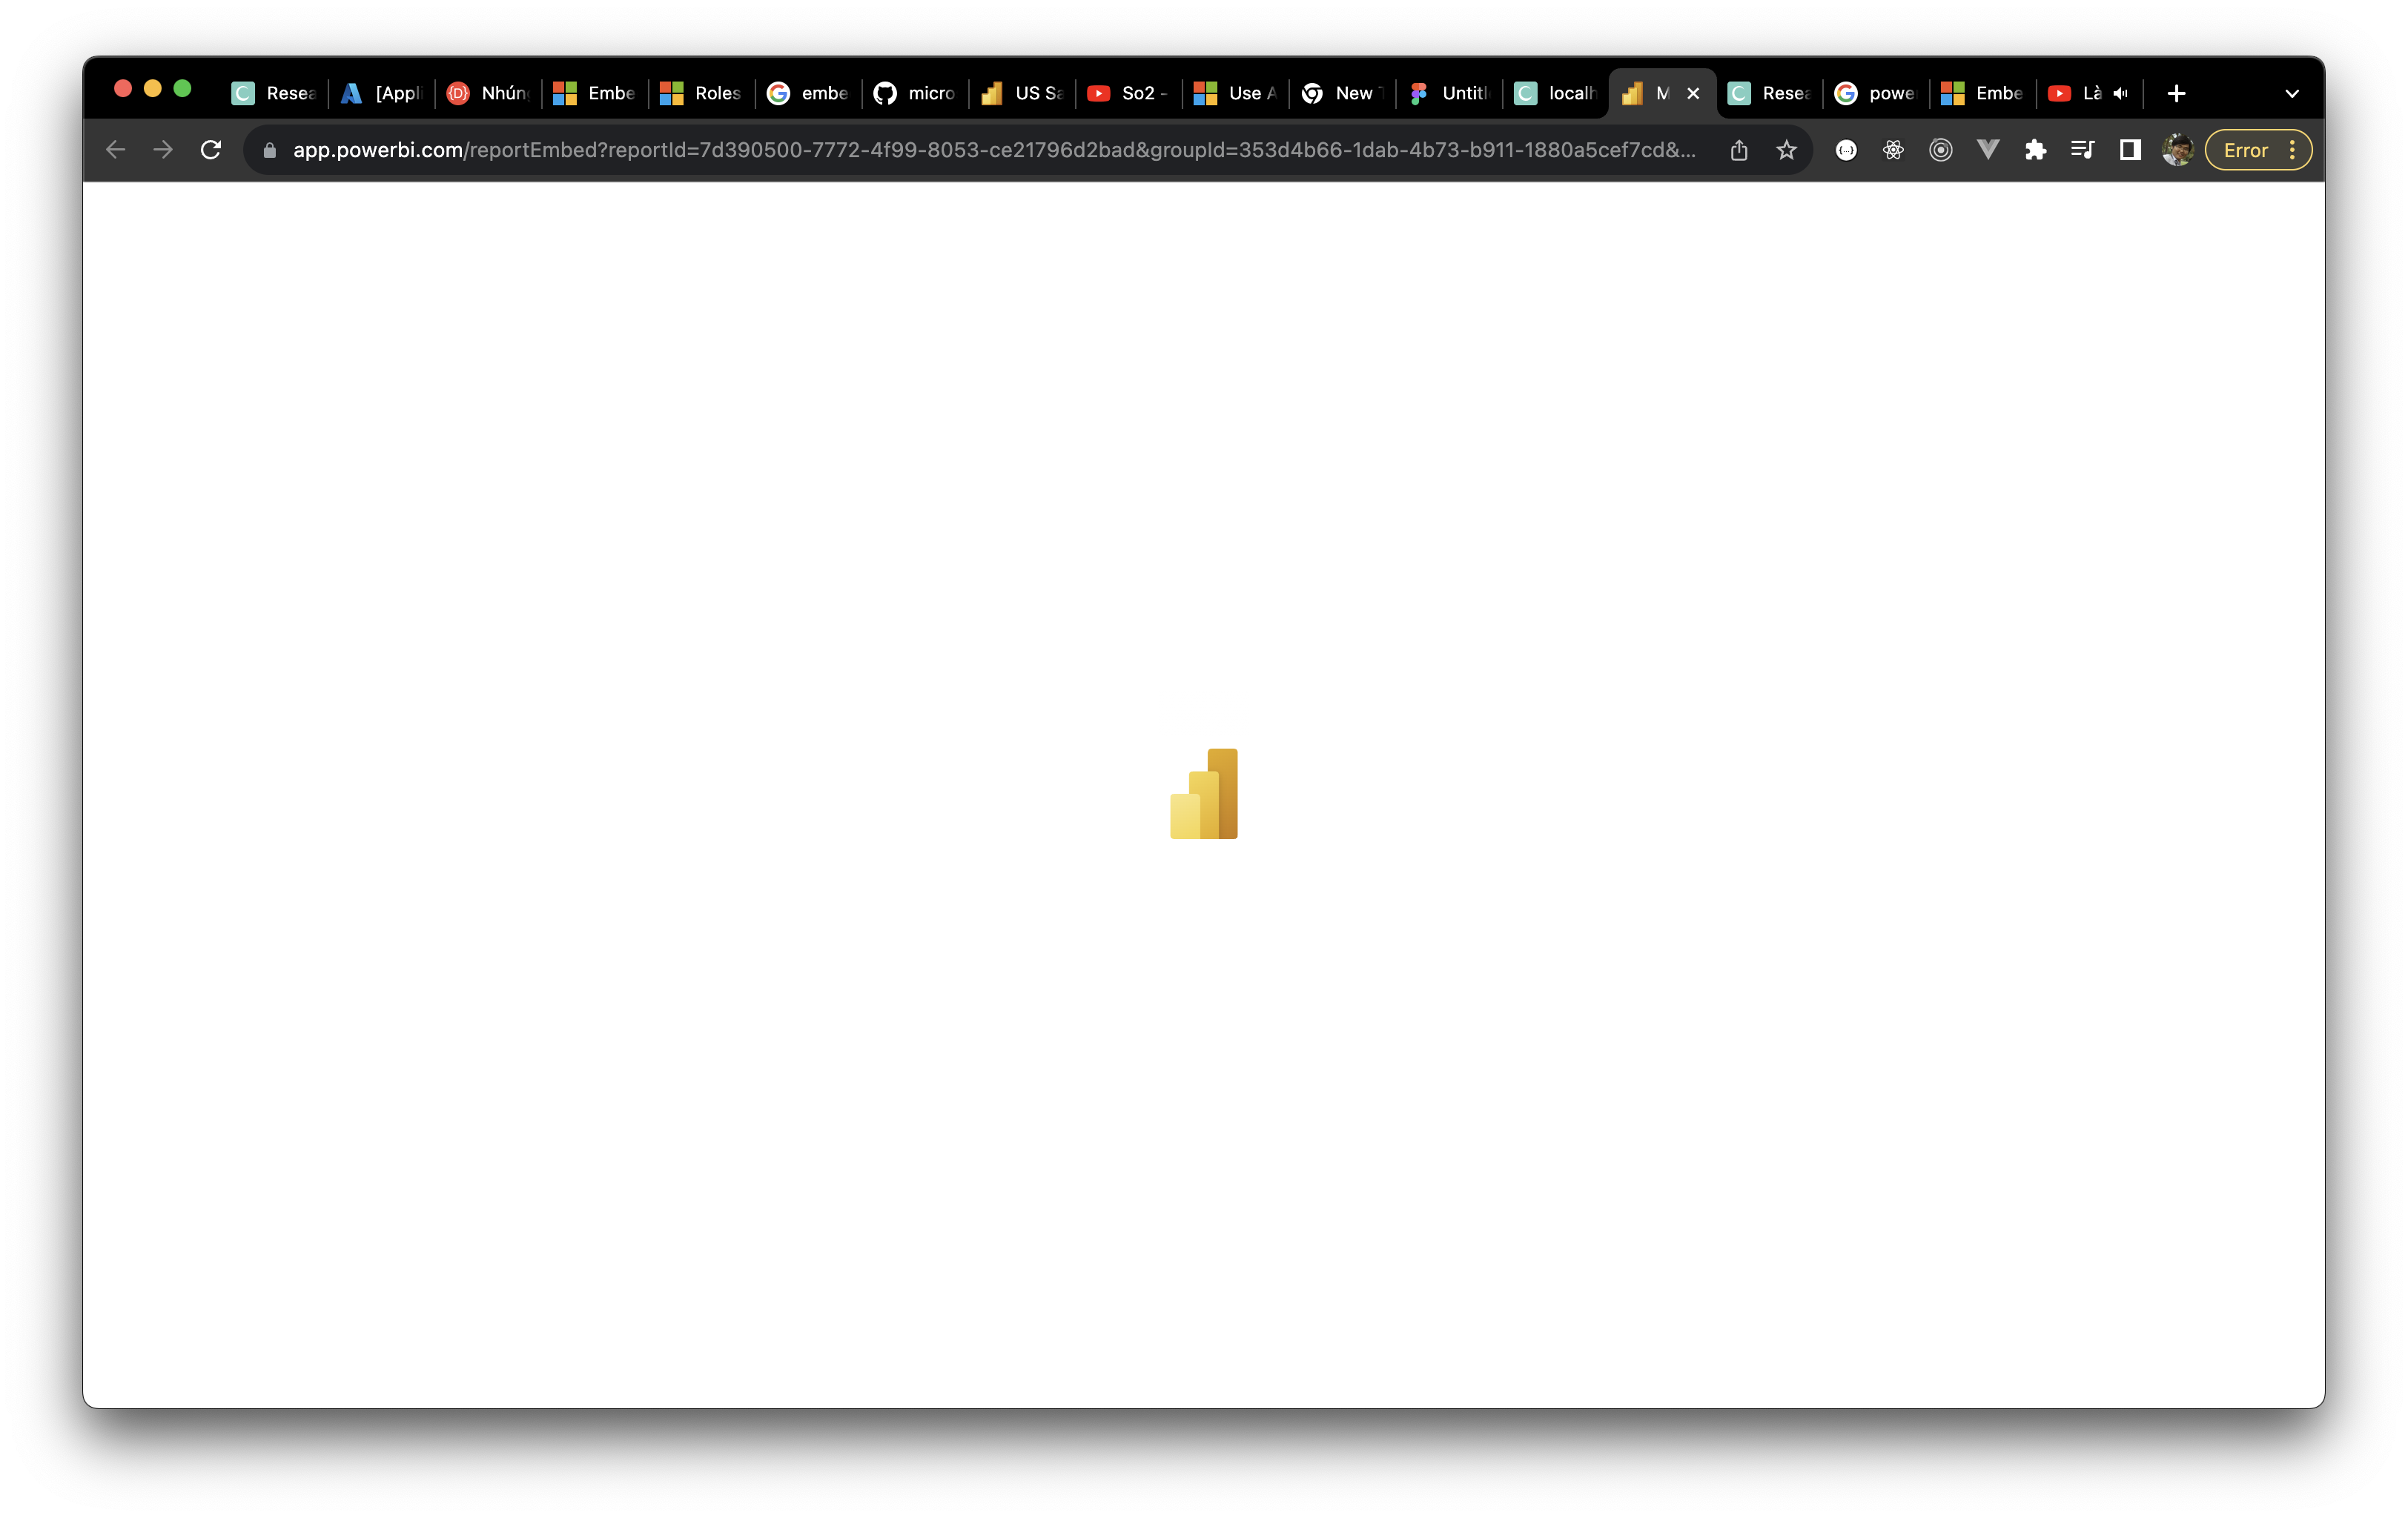 Resea [Appli Nhún Embe Roles embe micro US Sa So2 - Use A New T Untitl localh M Resea powe Embe Là
app.powerbi.com/reportEmbed?reportId=7d390500-7772-4f99-8053-ce21796d2bad&groupId=353d4b66-1dab-4b73-b911-1880a5cef7cd&... Error